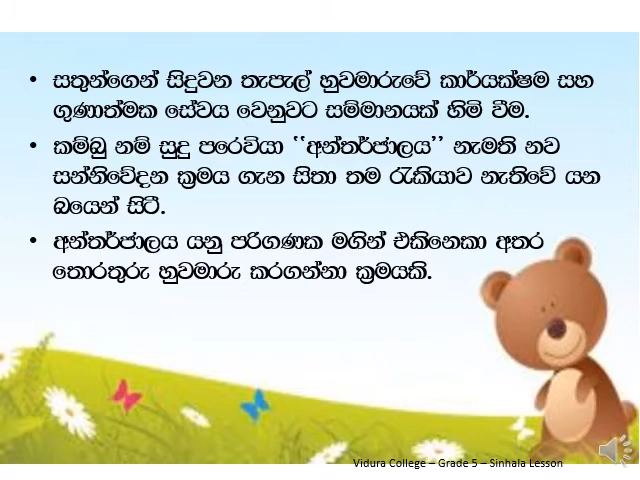 • සතුන්ගෙන් සිදුවන තැපැල් හුවමාරුවේ කාර්යක්ෂම සහ
ගුණාත්මක සේවය වෙනුවට සම්මානයක් හිමි වීම.
• කම්බු නම් සුදු පරෙවියා “අන්තර්ජාලය” නැමති නව
සන්නිවේදන ක්‍රමය ගැන සිතා තම රැකියාව නැතිවේ යන
බයෙන් සිටී.
• අන්තර්ජාලය යනු පරිගණක මගින් එකිනෙකා අතර
තොරතුරු හුවමාරු කරගන්නා ක්‍රමයකි.
Vidura College – Grade 5 – Sinhala Lesson